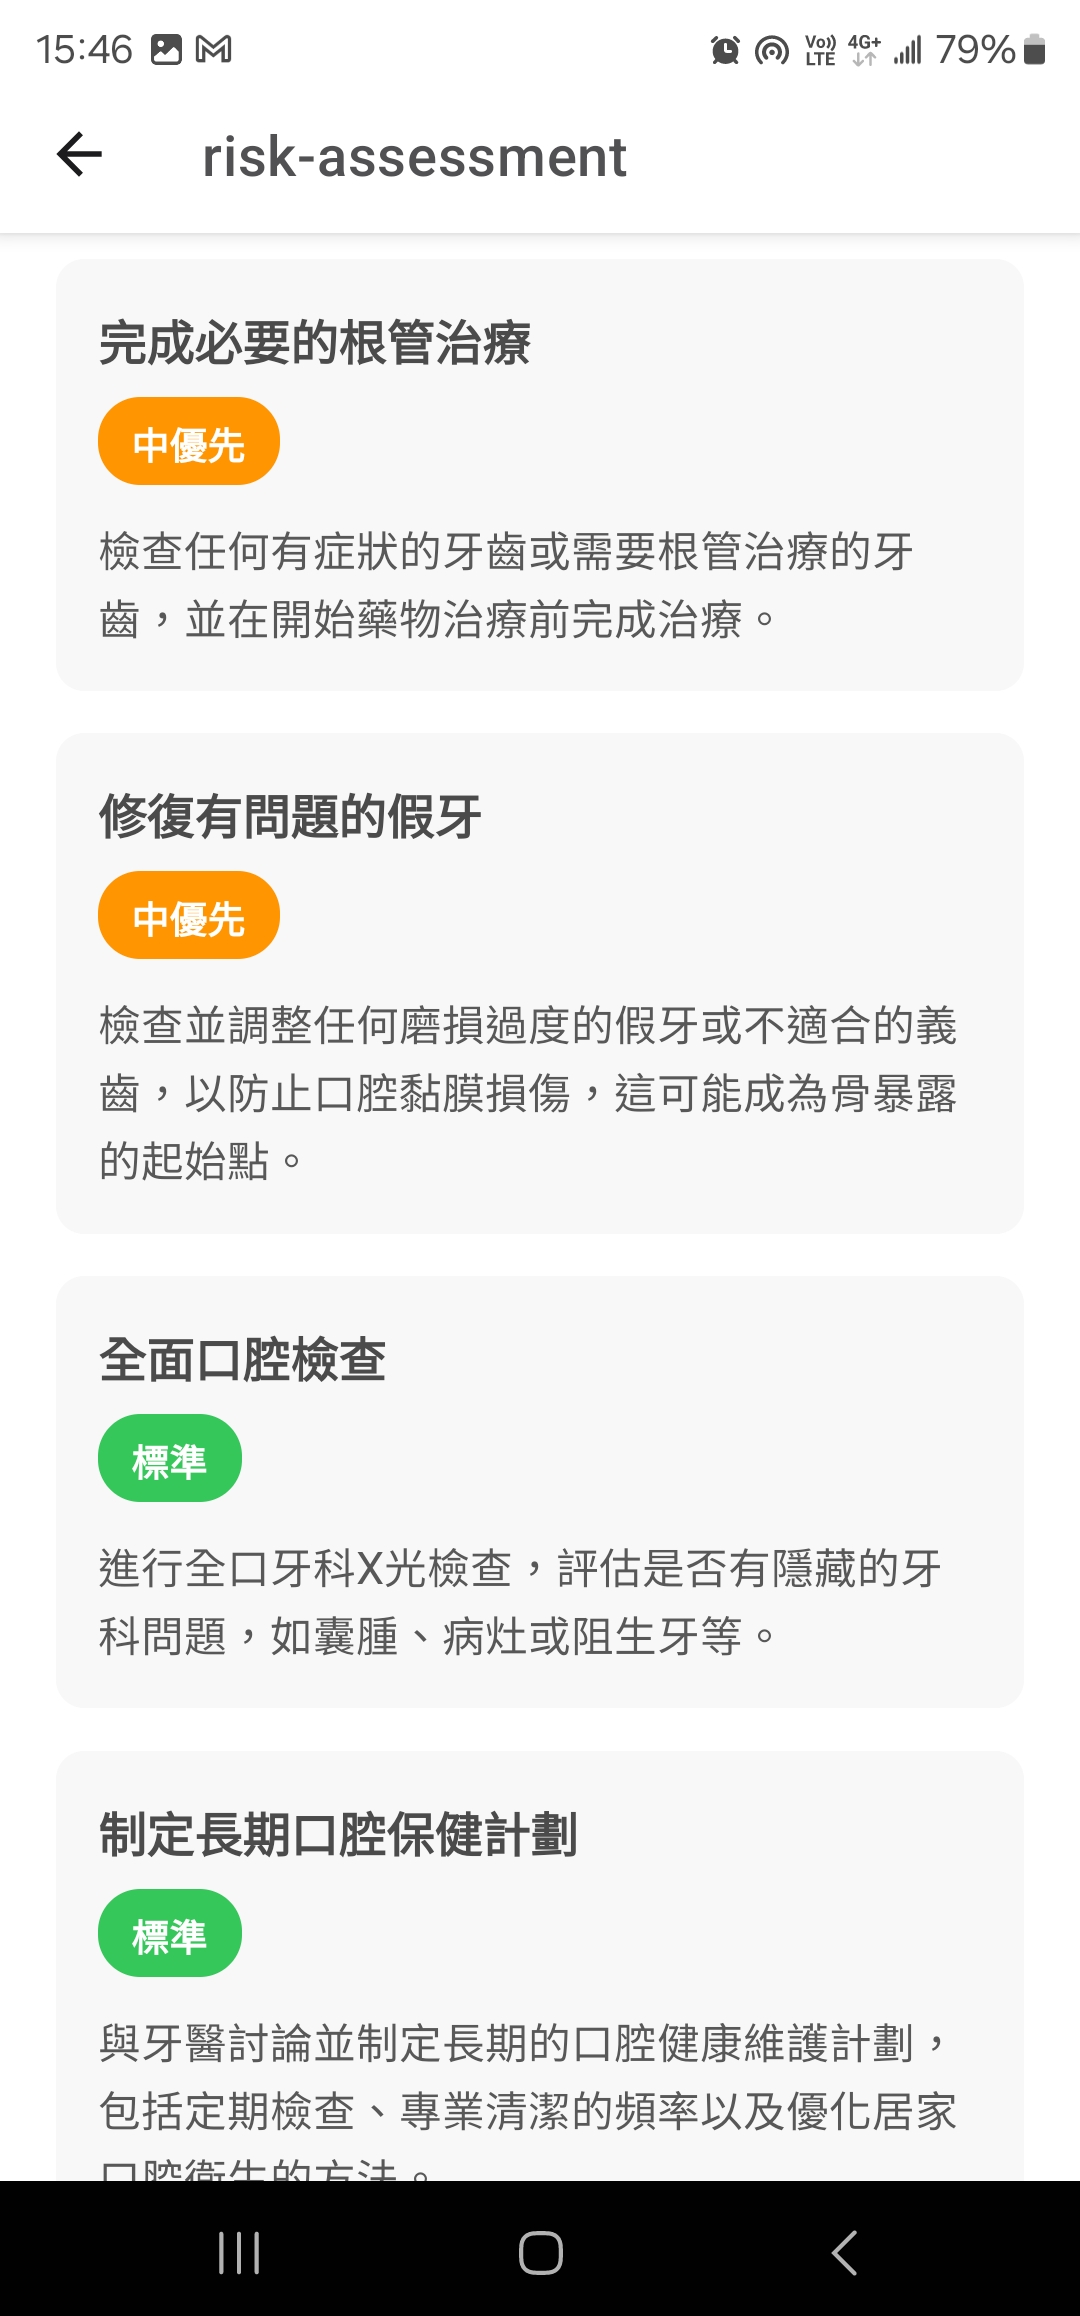 15:46
Vo)) LTE 4G+ 79%
risk-assessment
完成必要的根管治療
中優先
檢查任何有症狀的牙齒或需要根管治療的牙
齒，並在開始藥物治療前完成治療。
修復有問題的假牙
中優先
檢查並調整任何磨損過度的假牙或不適合的義
齒，以防止口腔黏膜損傷，這可能成為骨暴露
的起始點。
全面口腔檢查
標準
進行全口牙科X光檢查，評估是否有隱藏的牙
科問題，如囊腫、病灶或阻生牙等。
制定長期口腔保健計劃
標準
與牙醫討論並制定長期的口腔健康維護計劃，
包括定期檢查、專業清潔的頻率以及優化居家
口腔衛生的方法。